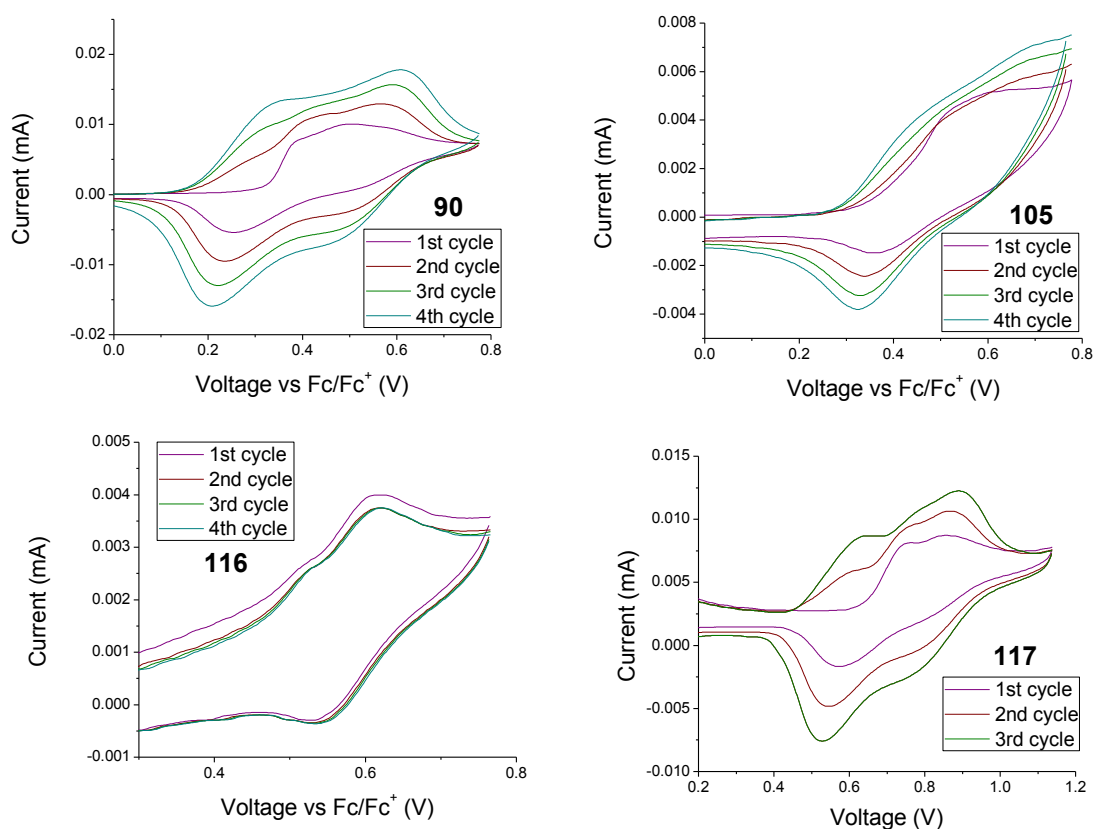 0.02
0.01
0.00
-0.01
-0.02
Current (mA)
90
1st cycle
2nd cycle
3rd cycle
4th cycle
0.0 0.2 0.4 0.6 0.8
Voltage vs Fc/Fc+ (V)
0.008
0.006
0.004
0.002
0.000
-0.002
-0.004
Current (mA)
105
1st cycle
2nd cycle
3rd cycle
4th cycle
0.0 0.2 0.4 0.6 0.8
Voltage vs Fc/Fc+ (V)
0.005
0.004
0.003
0.002
0.001
0.000
-0.001
Current (mA)
1st cycle
2nd cycle
3rd cycle
4th cycle
116
0.4 0.6 0.8
Voltage vs Fc/Fc+ (V)
0.015
0.010
0.005
0.000
-0.005
-0.010
Current (mA)
117
1st cycle
2nd cycle
3rd cycle
0.2 0.4 0.6 0.8 1.0 1.2
Voltage (V)